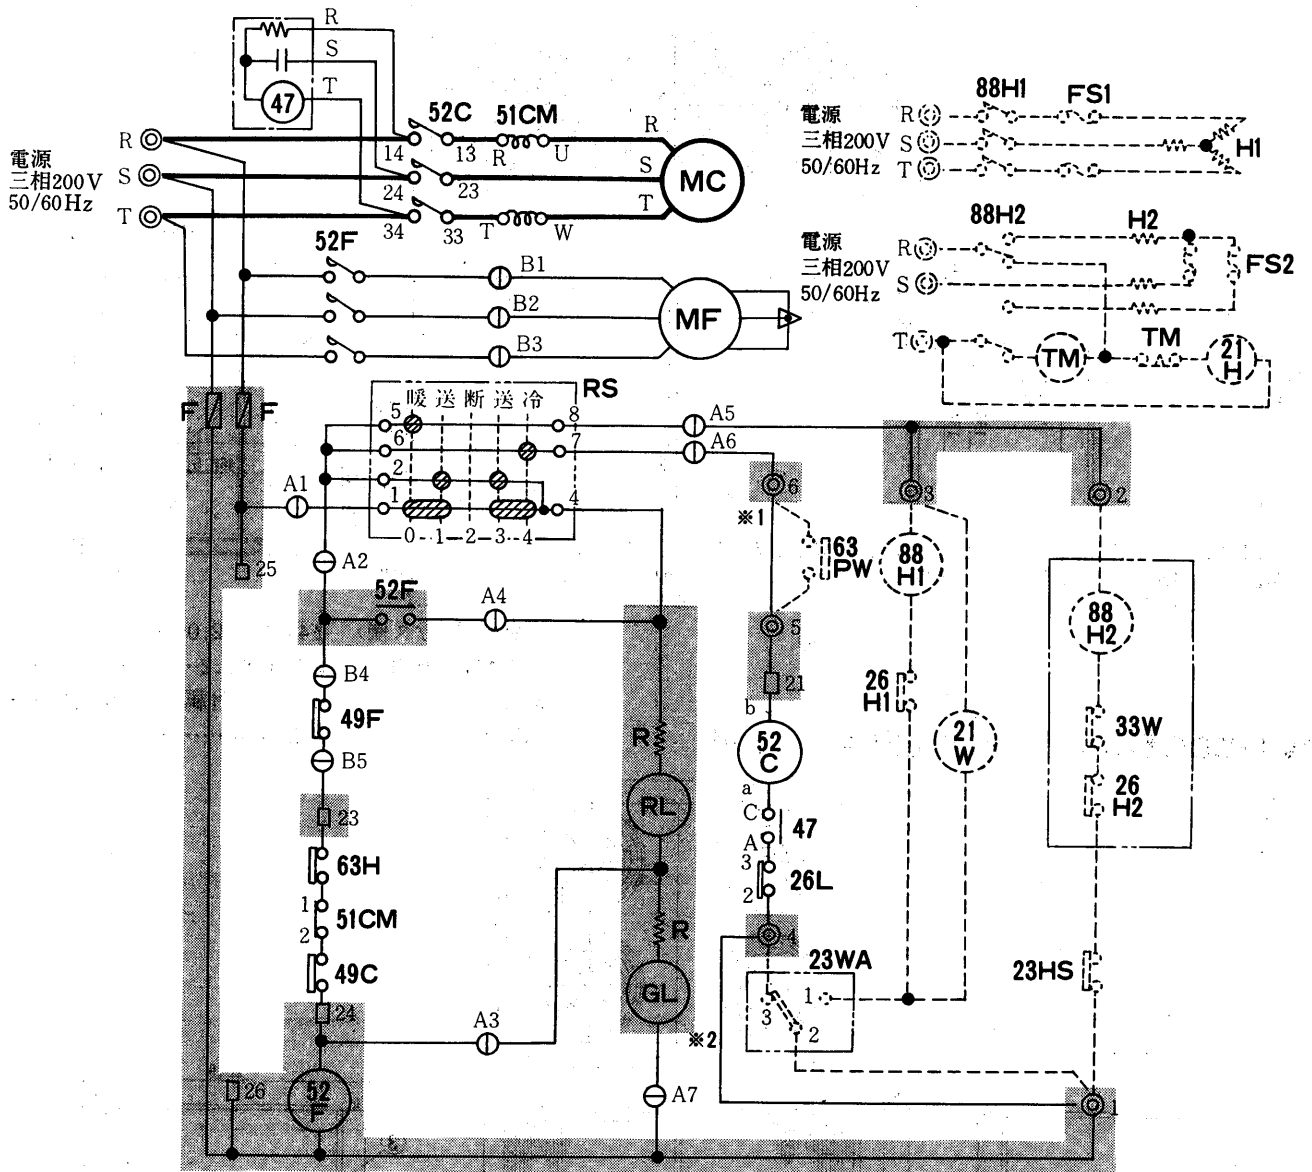 R
S
T
47
52C
51CM
R
14
13
R
U
S
MC
24
23
T
34
33
T
W
電源
三相200V
50/60Hz
R
S
T
88H1
FS1
電源
三相200V
50/60Hz
R
S
T
H1
88H2
H2
電源
三相200V
50/60Hz
R
S
T
FS2
TM
TM
21
H
52F
B1
B2
B3
MF
F
F
暖 送 断 送 冷
RS
5
8
6
7
2
1
4
0--1--2--3--4
A1
A5
A6
A2
25
6
※1
3
2
63
PW
88
H1
88
H2
52F
A4
5
21
B4
49F
B5
23
26
H1
b
52
C
a
21
W
33W
26
H2
R
RL
C
47
A
63H
3
26L
2
1
51CM
2
R
4
23WA
23HS
49C
GL
24
1
3
2
A3
※2
26
52
F
A7
1